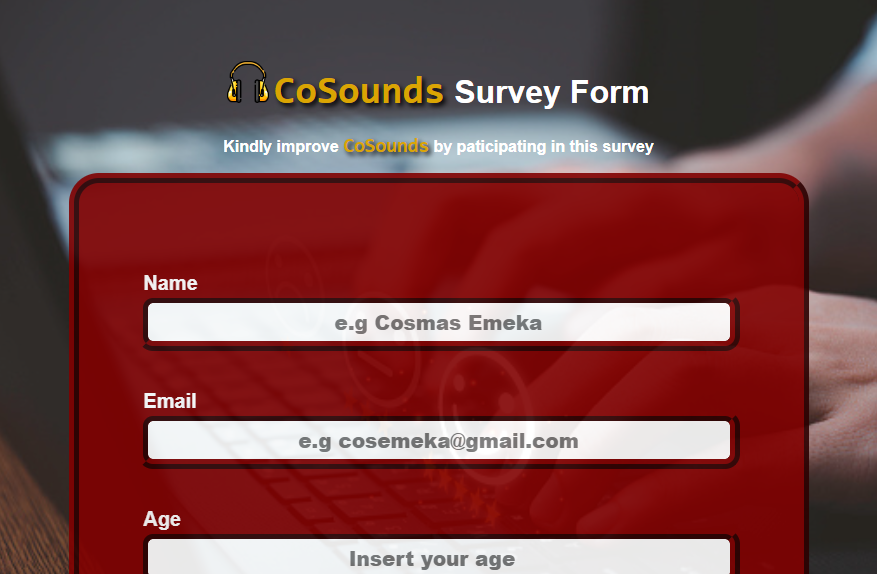 CoSounds Survey Form
Kindly improve CoSounds by paticipating in this survey
Name
e.g Cosmas Emeka
Email
e.g cosemeka@gmail.com
Age
Insert your age